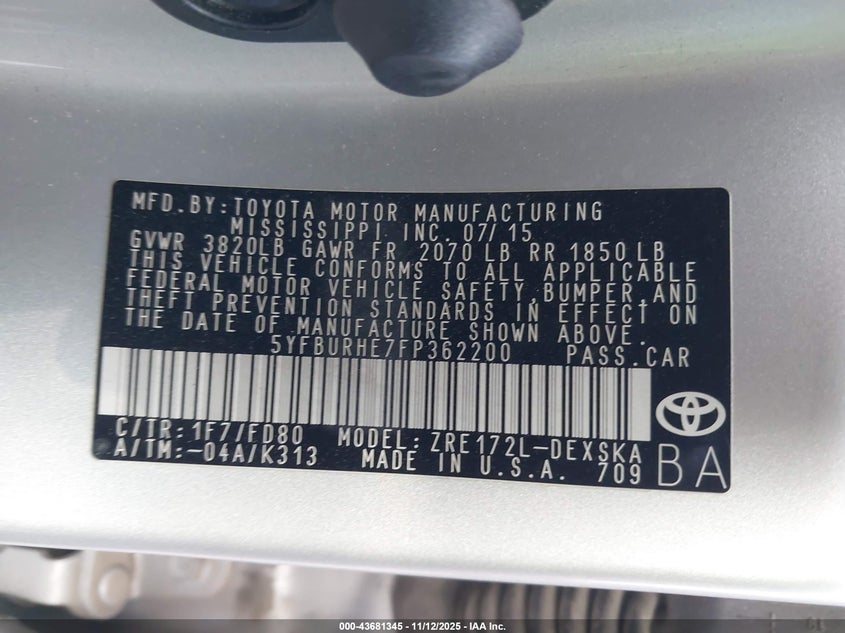 MFD.BY:TOYOTA MOTOR MANUFACTURING
MISSISSIPPI INC. 07/15
GVWR 3820LB GAWR FR 2070 LB RR 1850 LB
THIS VEHICLE CONFORMS TO ALL APPLICABLE
FEDERAL MOTOR VEHICLE SAFETY,BUMPER,AND
THEFT PREVENTION STANDARDS IN EFFECT ON
THE DATE OF MANUFACTURE SHOWN ABOVE.
5YFBURHE7FP362200 PASS.CAR
C/TR:1F7/FD80 MODEL: ZRE172L-DEXSKA
A/TM:-04A/K313 MADE IN U.S.A. 709
BA
000-43681345 - 11/12/2025 - IAA Inc.